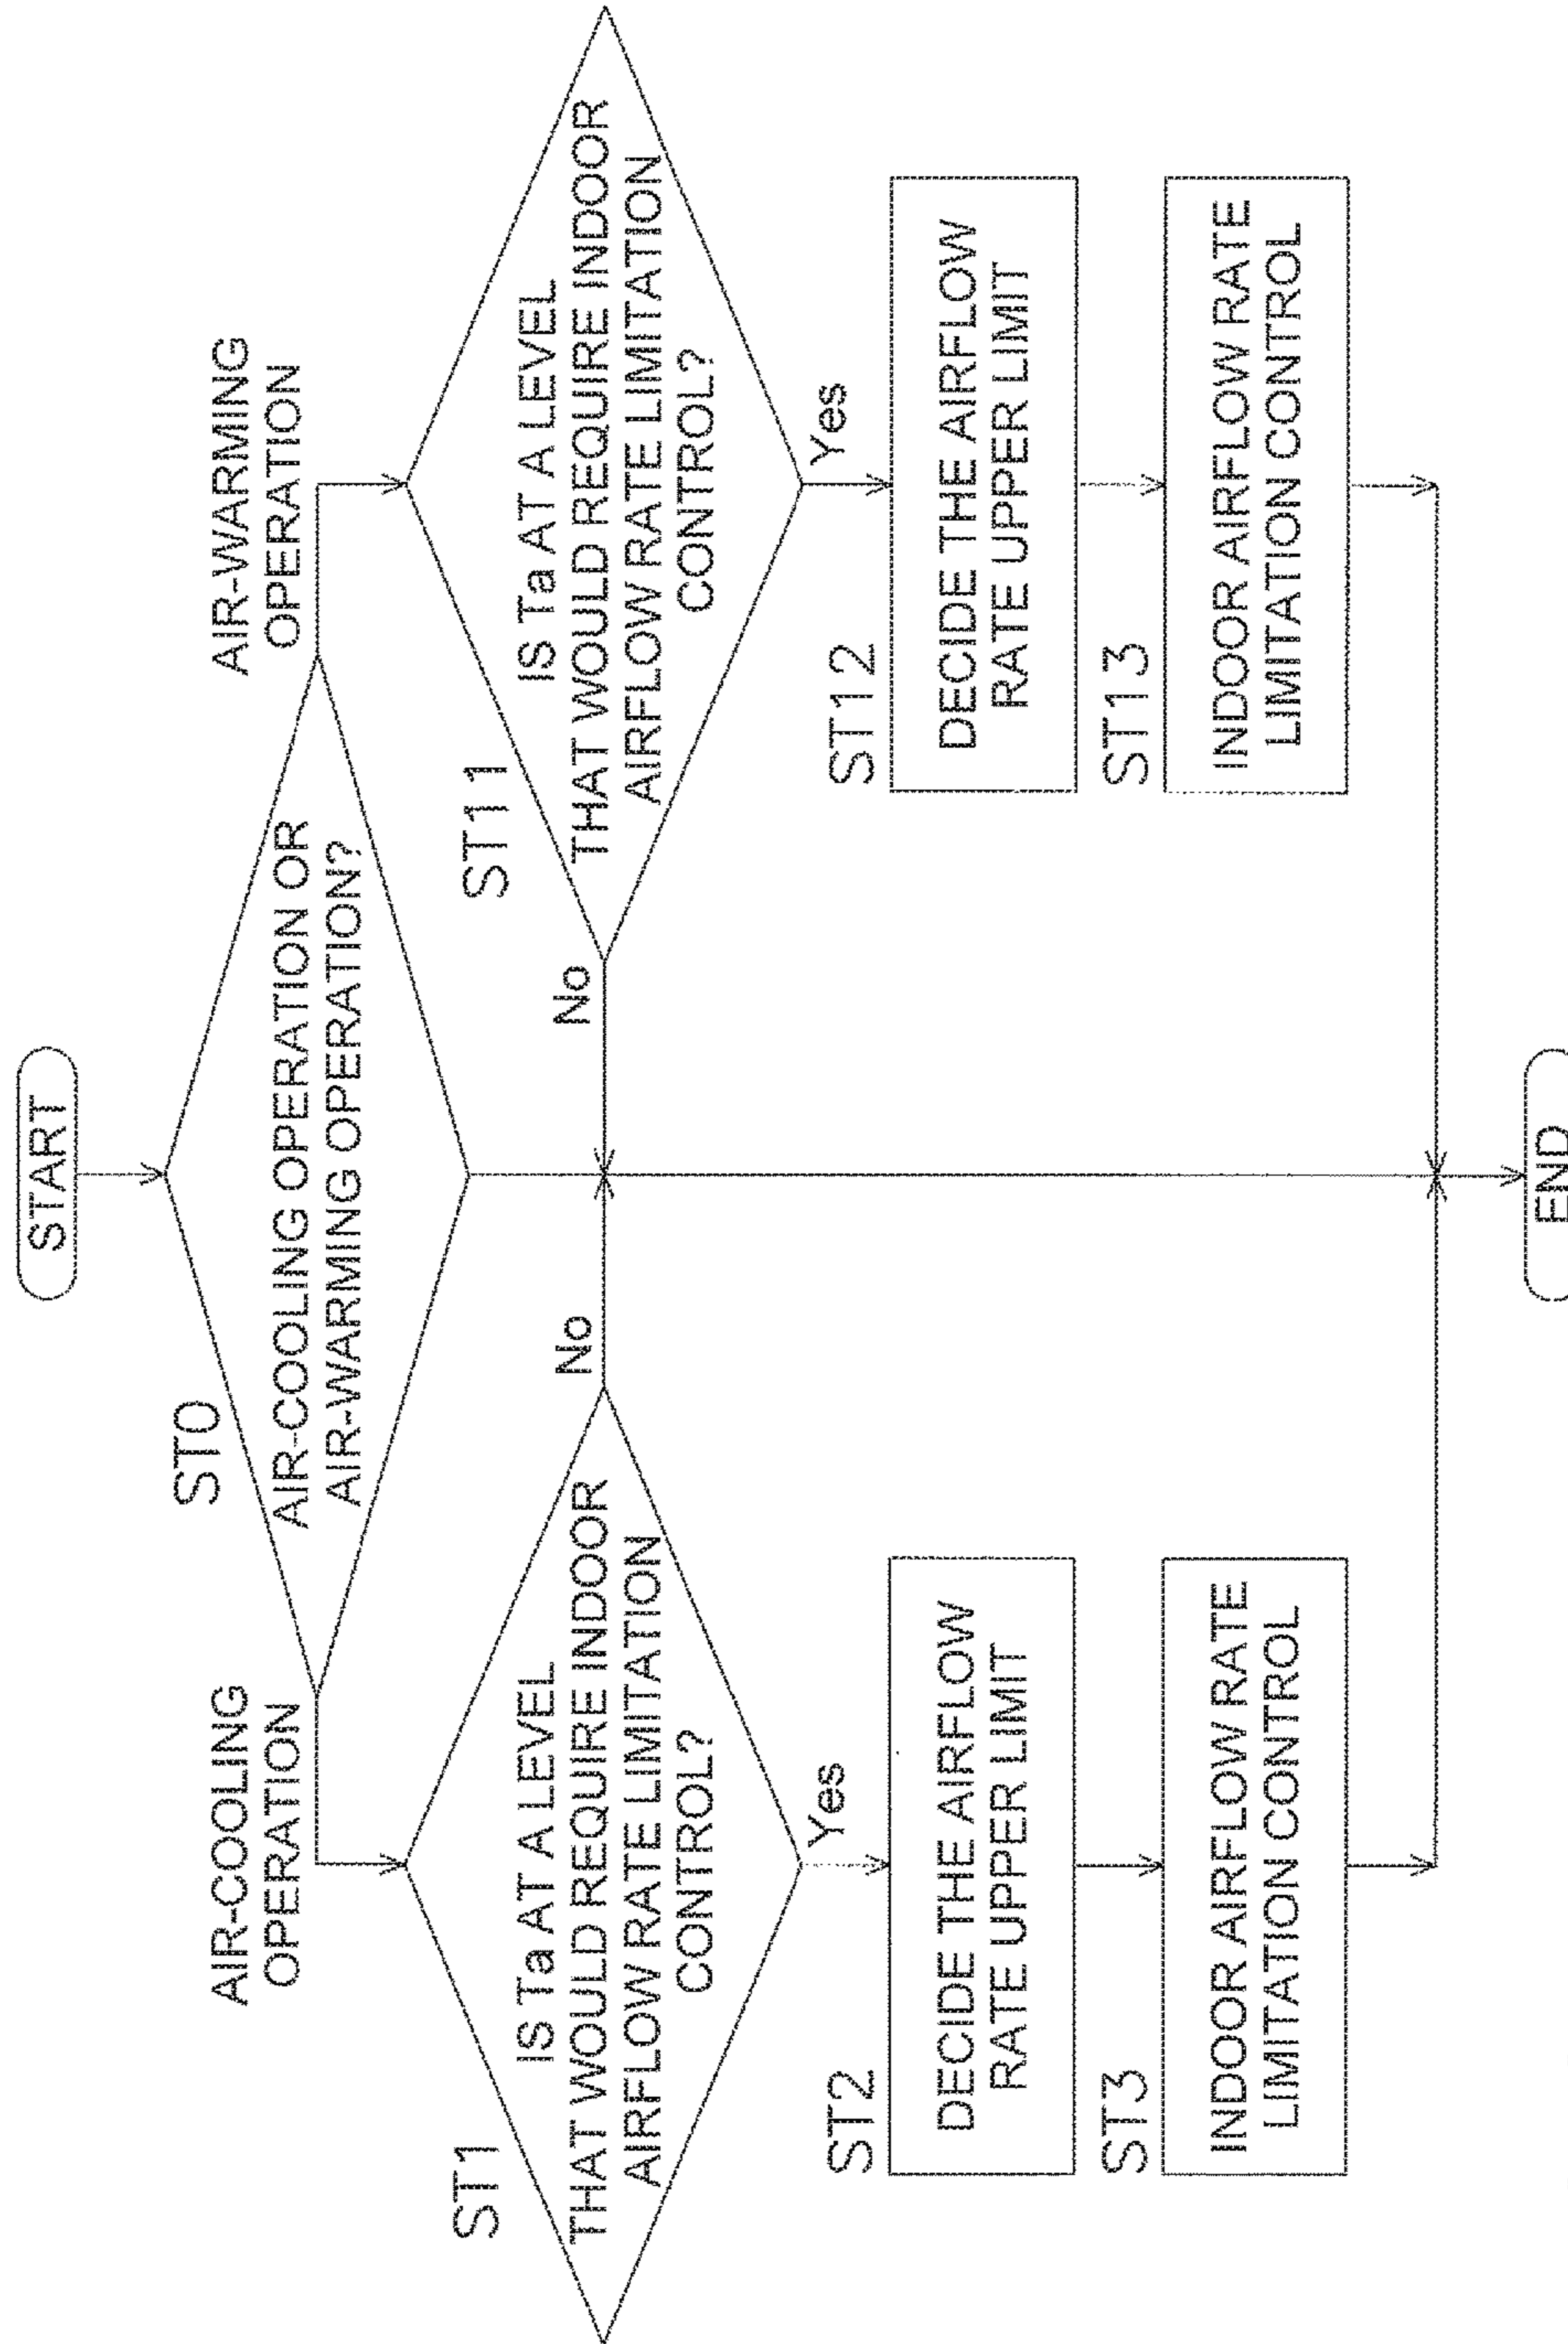 START
ST0
AIR-COOLING OPERATION OR
AIR-WARMING OPERATION?
AIR-COOLING
OPERATION
AIR-WARMING
OPERATION
ST1
IS Ta AT A LEVEL
THAT WOULD REQUIRE INDOOR
AIRFLOW RATE LIMITATION
CONTROL?
No
Yes
ST2
DECIDE THE AIRFLOW
RATE UPPER LIMIT
ST3
INDOOR AIRFLOW RATE
LIMITATION CONTROL
ST11
IS Ta AT A LEVEL
THAT WOULD REQUIRE INDOOR
AIRFLOW RATE LIMITATION
CONTROL?
No
Yes
ST12
DECIDE THE AIRFLOW
RATE UPPER LIMIT
ST13
INDOOR AIRFLOW RATE
LIMITATION CONTROL
END